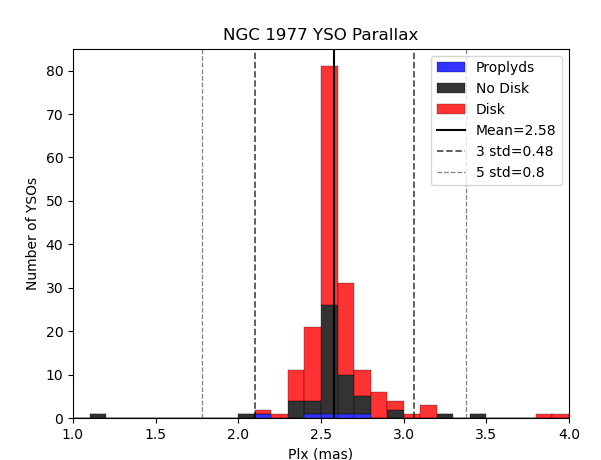 NGC 1977 YSO Parallax
Number of YSOs
80
70
60
50
40
30
20
10
0
Proplyds
No Disk
Disk
Mean=2.58
3 std=0.48
5 std=0.8
1.0 1.5 2.0 2.5 3.0 3.5 4.0
Plx (mas)